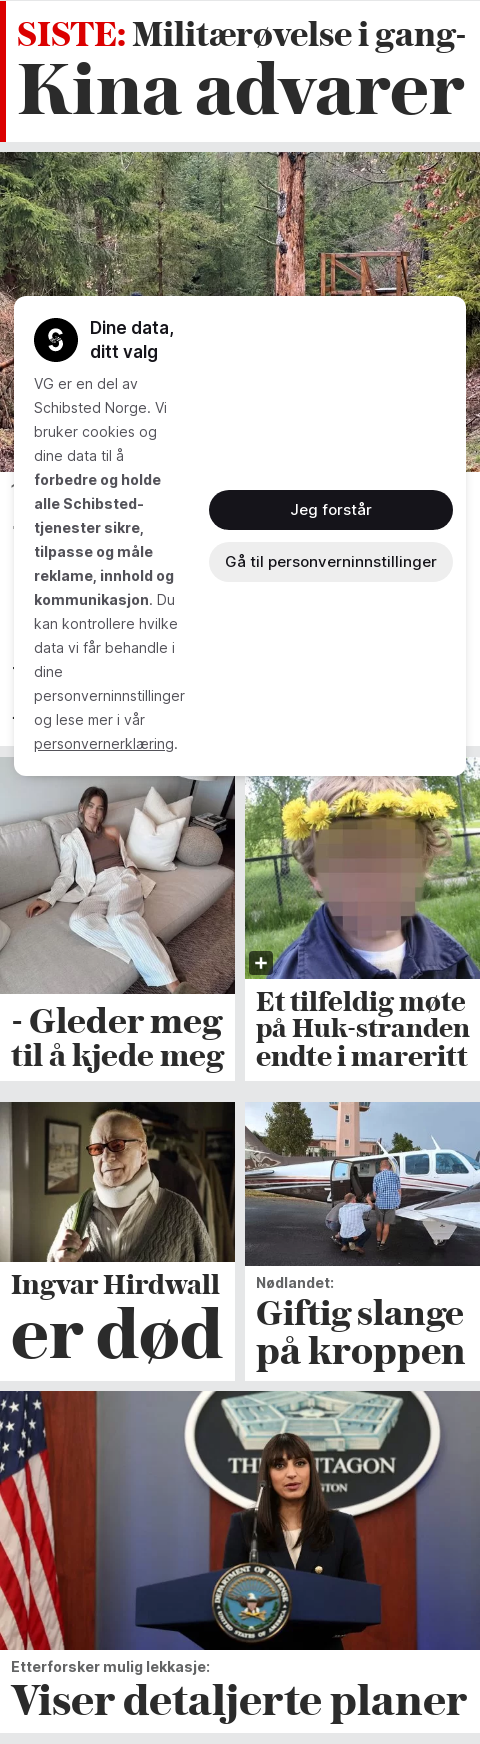 SISTE: Militærøvelse i gang-
Kina advarer
Dine data,
ditt valg
VG er en del av
Schibsted Norge. Vi
bruker cookies og
dine data til å
forbedre og holde
alle Schibsted-
tjenester sikre,
tilpasse og måle
reklame, innhold og
kommunikasjon. Du
kan kontrollere hvilke
data vi får behandle i
dine
personverninnstillinger
og lese mer i vår
personvernerklæring.
Jeg forstår
Gå til personverninnstillinger
- Gleder meg
til å kjede meg
Et tilfeldig møte
på Huk-stranden
endte i mareritt
Ingvar Hirdwall
er død
Nødlandet:
Giftig slange
på kroppen
THE PENTAGON
DEPARTMENT OF DEFENSE
Etterforsker mulig lekkasje:
Viser detaljerte planer